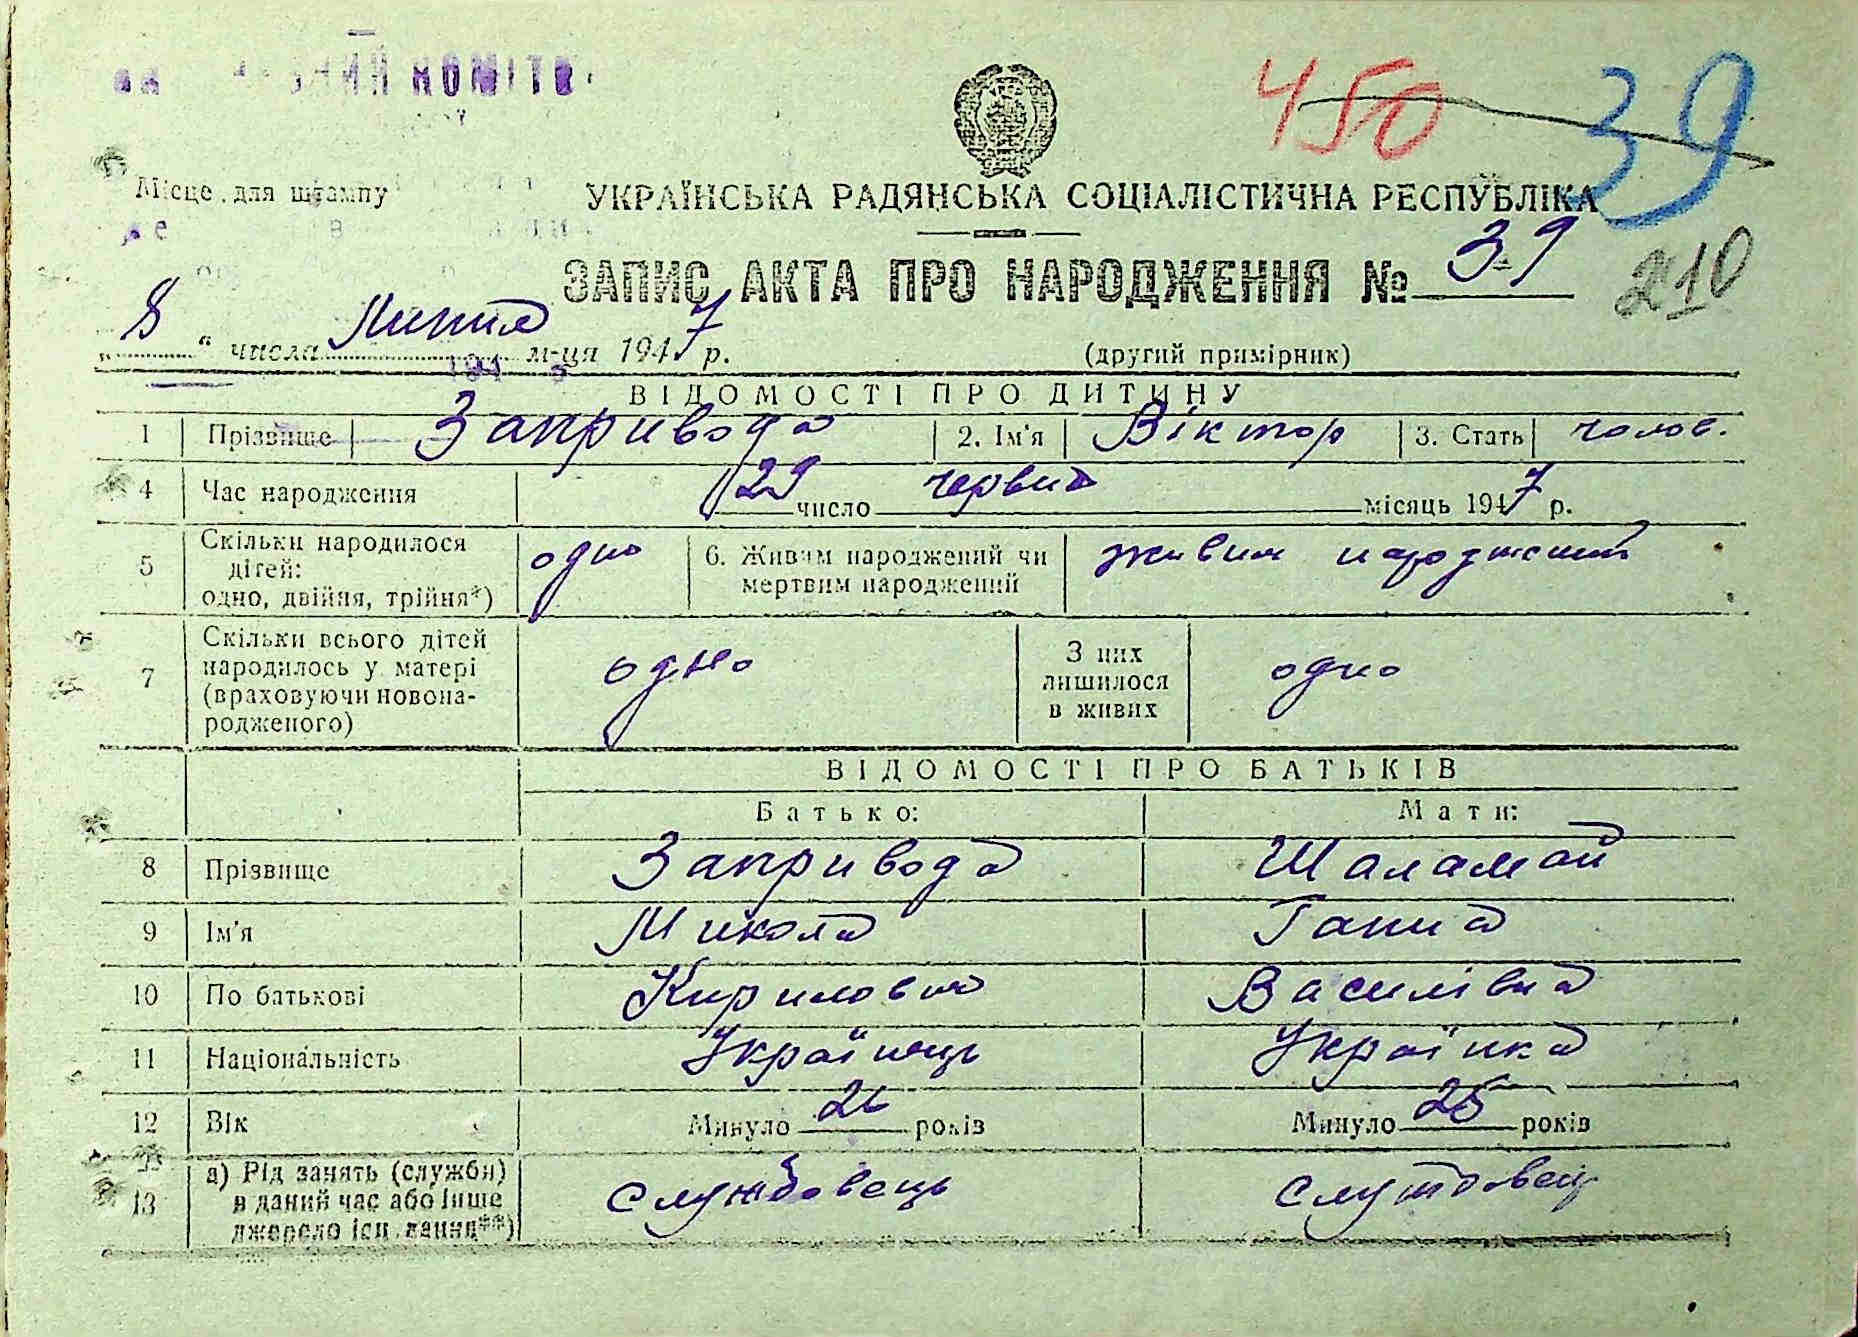 комітет
450
39
Місце для штампу
УКРАЇНСЬКА РАДЯНСЬКА СОЦІАЛІСТИЧНА РЕСПУБЛІКА
ЗАПИС АКТА ПРО НАРОДЖЕННЯ № 39
210
„ 8 “ числа Липня м-ця 1947 р.
(другий примірник)
ВІДОМОСТІ ПРО ДИТИНУ
1 Прізвище Запривода 2. Ім'я Віктор 3. Стать чолов.
4 Час народження 29 число червня місяць 1947 р.
5 Скільки народилося дітей: одно, двійня, трійня*) одно 6. Живим народжений чи мертвим народжений живим народжений
7 Скільки всього дітей народилось у матері (враховуючи новонародженого) одно З них лишилося в живих одно
ВІДОМОСТІ ПРО БАТЬКІВ
Батько: Мати:
8 Прізвище Запривода Шаламай
9 Ім'я Микола Ганна
10 По батькові Кирилович Василівна
11 Національність Українець Українка
12 Вік Минуло років Минуло 25 років
13 а) Рід занять (служби) в даний час або інше джерело існування**) службовець службовець